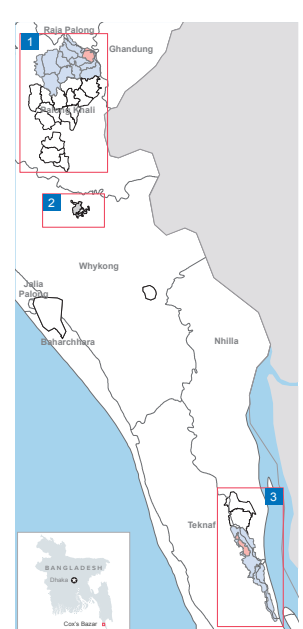 Raja Palong
1
Ghandung
Palong Khali
2
Whykong
Jalia
Palong
Baharchhara
Nhilla
3
Teknaf
BANGLADESH
Dhaka
Cox's Bazar